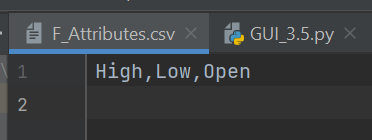 F_Attributes.csv
GUI_3.5.py
1
High,Low,Open
2